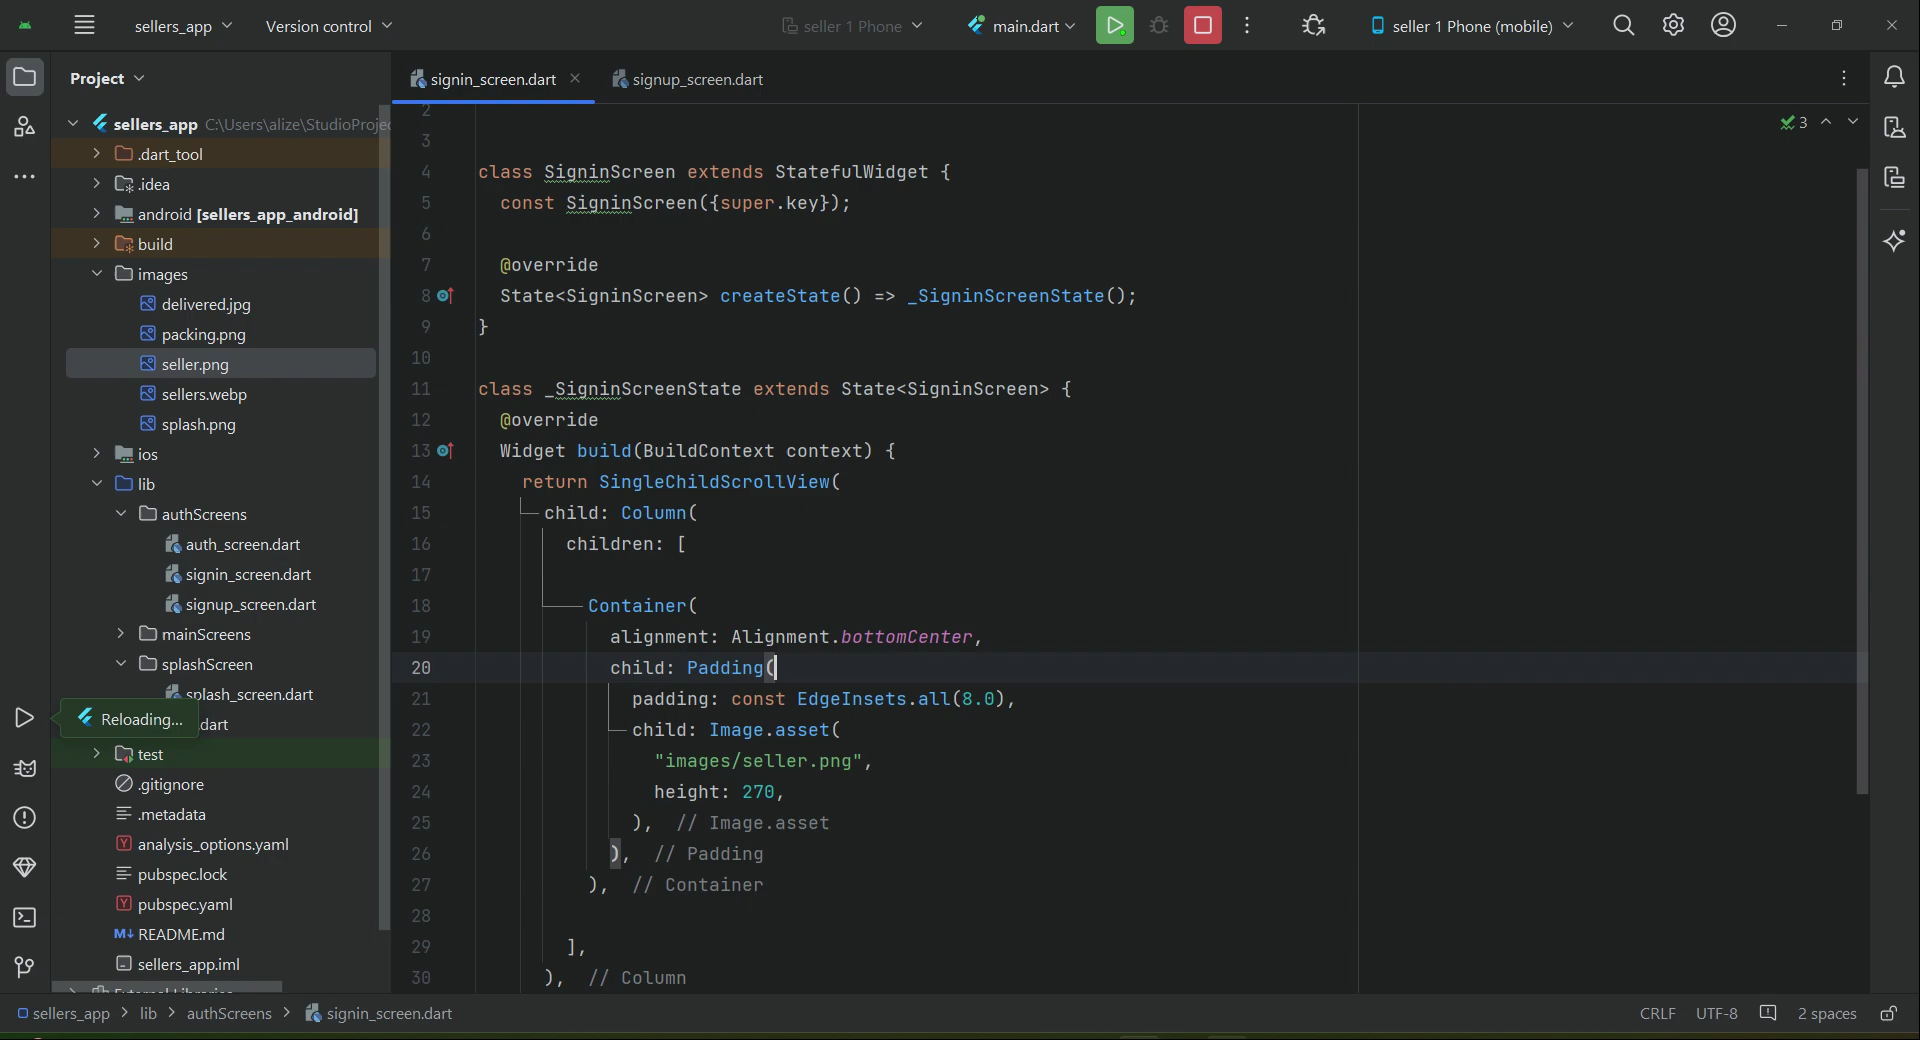 sellers_app
Version control
seller 1 Phone
main.dart
seller 1 Phone (mobile)
Project
signin_screen.dart
signup_screen.dart
sellers_app C:\Users\alize\StudioProjec
.dart_tool
.idea
android [sellers_app_android]
build
images
delivered.jpg
packing.png
seller.png
sellers.webp
splash.png
ios
lib
authScreens
auth_screen.dart
signin_screen.dart
signup_screen.dart
mainScreens
splashScreen
splash_screen.dart
Reloading...
.dart
test
.gitignore
.metadata
analysis_options.yaml
pubspec.lock
pubspec.yaml
README.md
sellers_app.iml
External Libraries
3
2
3
4 class SigninScreen extends StatefulWidget {
5 const SigninScreen({super.key});
6
7 @override
8 State<SigninScreen> createState() => _SigninScreenState();
9 }
10
11 class _SigninScreenState extends State<SigninScreen> {
12 @override
13 Widget build(BuildContext context) {
14 return SingleChildScrollView(
15 child: Column(
16 children: [
17
18 Container(
19 alignment: Alignment.bottomCenter,
20 child: Padding(
21 padding: const EdgeInsets.all(8.0),
22 child: Image.asset(
23 "images/seller.png",
24 height: 270,
25 ), // Image.asset
26 ), // Padding
27 ), // Container
28
29 ],
30 ), // Column
sellers_app > lib > authScreens > signin_screen.dart
CRLF UTF-8 2 spaces